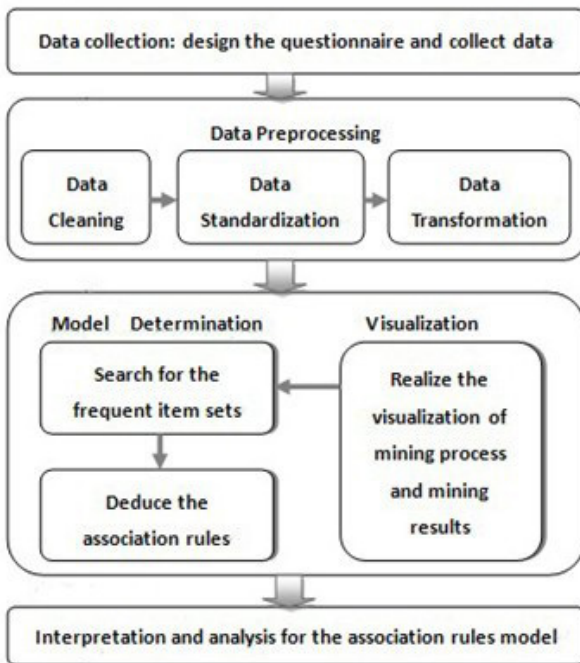 Data collection: design the questionnaire and collect data
Data Preprocessing
Data
Cleaning
Data
Standardization
Data
Transformation
Model Determination
Search for the
frequent item sets
Deduce the
association rules
Visualization
Realize the
visualization of
mining process
and mining
results
Interpretation and analysis for the association rules model